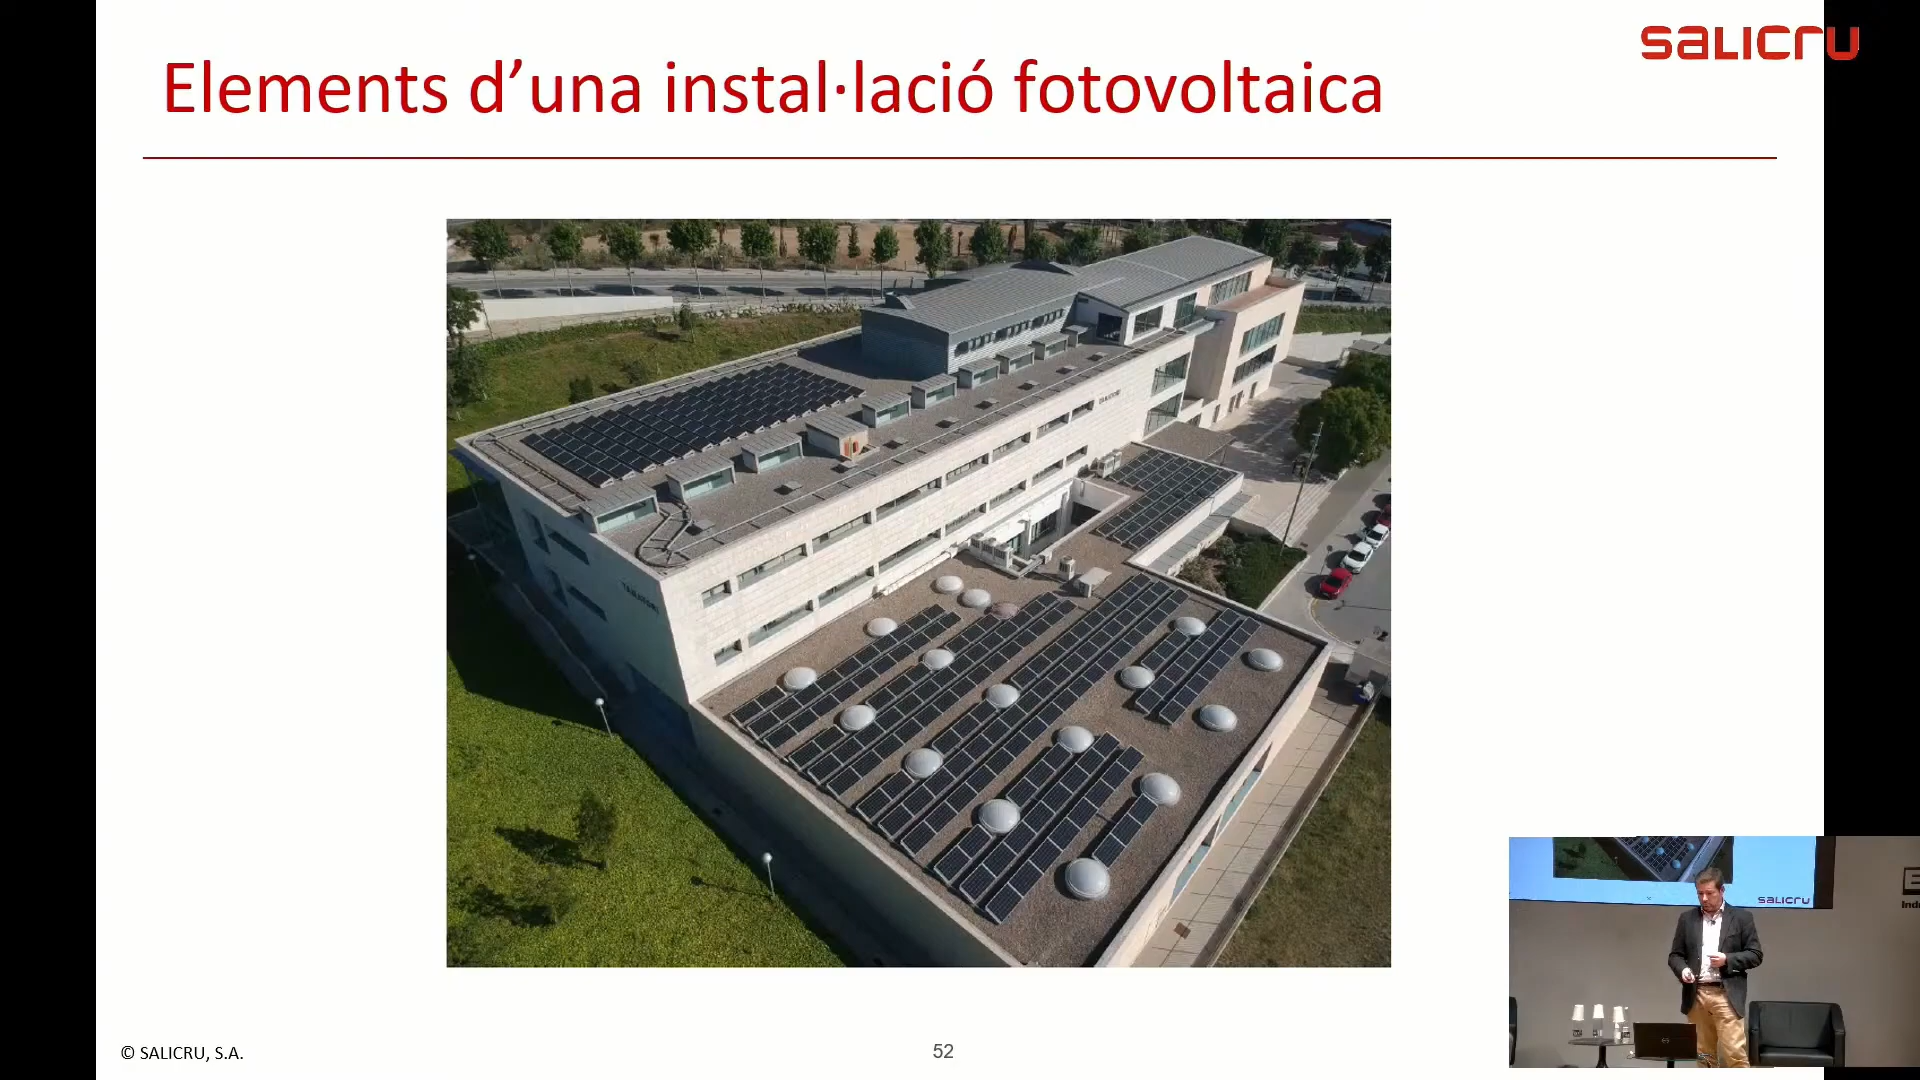 SALICRU
Elements d’una instal·lació fotovoltaica
SALICRU
© SALICRU, S.A.
52